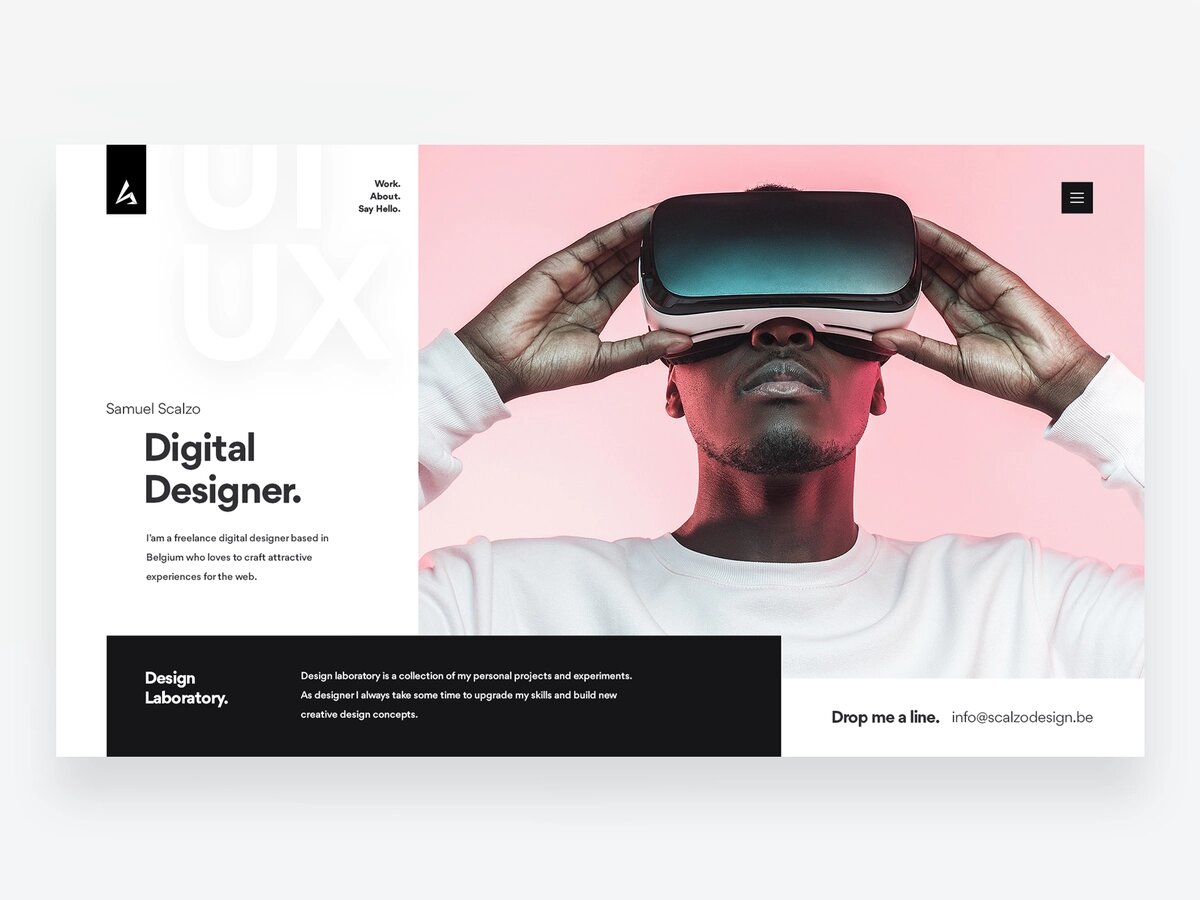 UI
UX
Work.
About.
Say Hello.
Samuel Scalzo
Digital
Designer.
I'am a freelance digital designer based in
Belgium who loves to craft attractive
experiences for the web.
Design
Laboratory.
Design laboratory is a collection of my personal projects and experiments.
As designer I always take some time to upgrade my skills and build new
creative design concepts.
Drop me a line. info@scalzodesign.be